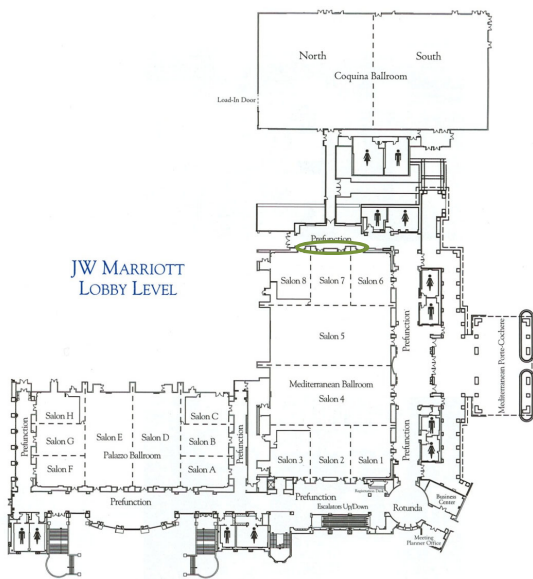 North
South
Coquina Ballroom
Load-In Door
Prefunction
JW MARRIOTT
LOBBY LEVEL
Salon 8
Salon 7
Salon 6
Prefunction
Mediterranean Porte-Cochere
Salon 5
Mediterranean Ballroom
Salon 4
Salon H
Salon C
Prefunction
Salon G
Salon E
Salon D
Salon B
Palazzo Ballroom
Salon F
Salon A
Prefunction
Salon 3
Salon 2
Salon 1
Prefunction
Prefunction
Prefunction
Escalators Up/Down
Rotunda
Business
Center
Meeting
Planner Office